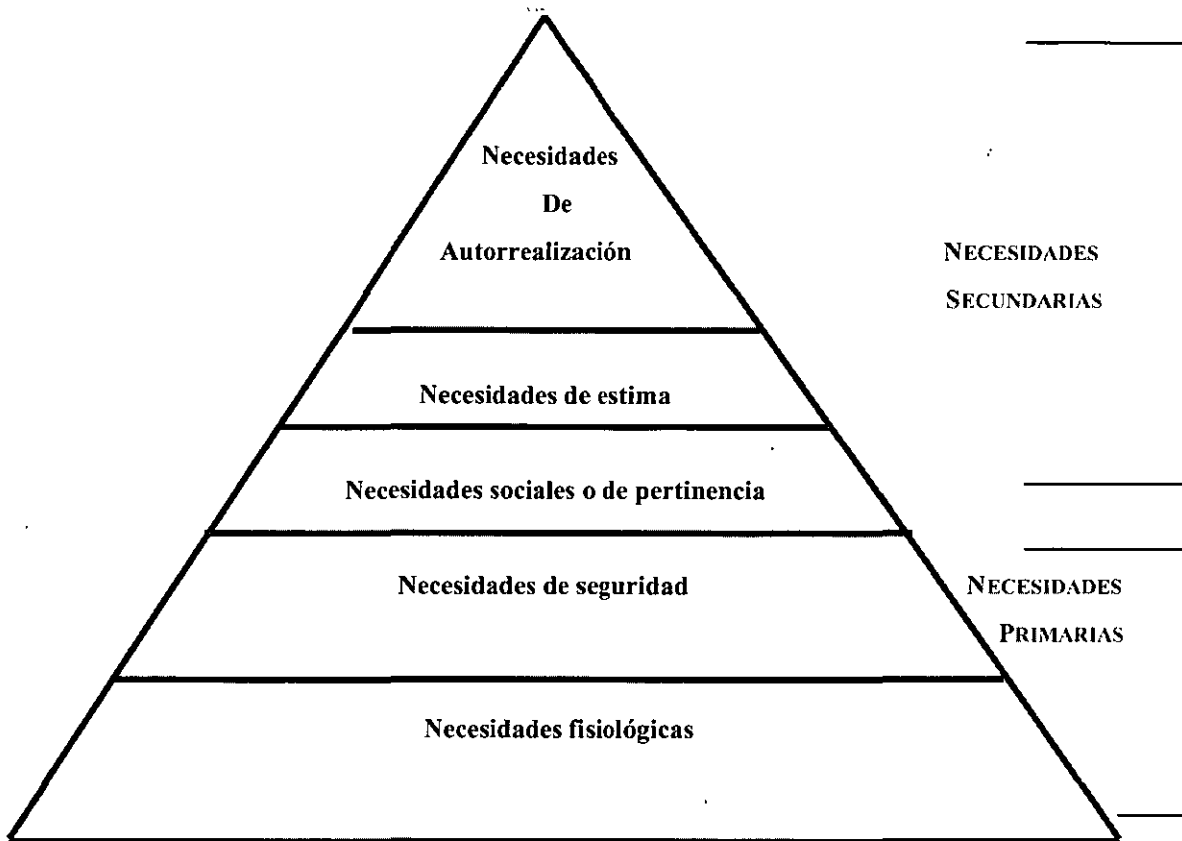 Necesidades
De
Autorrealización
NECESIDADES
SECUNDARIAS
Necesidades de estima
Necesidades sociales o de pertinencia
Necesidades de seguridad
NECESIDADES
PRIMARIAS
Necesidades fisiológicas